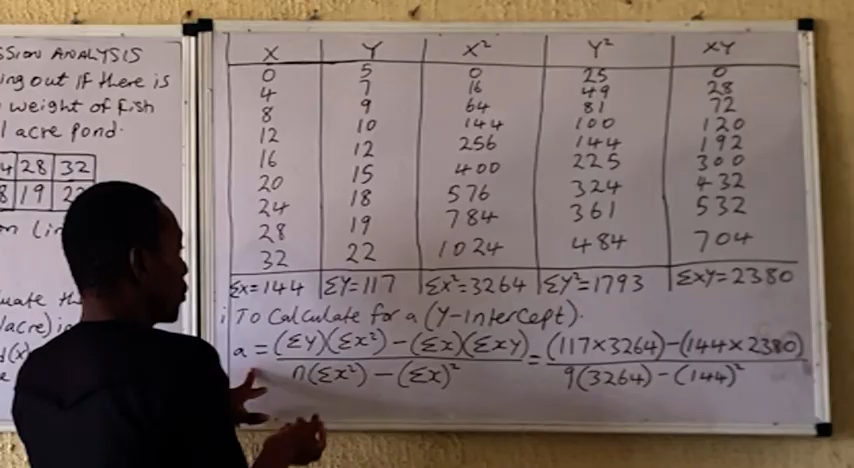 SSION ANALYSIS
ing out if there is
weight of fish
1 acre pond.
4 28 32
8 19 22
on Lin
uate th
acre) i
d(x)
X Y X² Y² XY
0 5 0 25 0
4 7 16 49 28
8 9 64 81 72
12 10 144 100 120
16 12 256 144 192
20 15 400 225 300
24 18 576 324 432
28 19 784 361 532
32 22 1024 484 704
ΣX=144 ΣY=117 ΣX²=3264 ΣY²=1793 ΣXY=2380
i TO Calculate for a (Y-intercept).
a = (ΣY)(ΣX²) - (ΣX)(ΣXY) = (117×3264)-(144×2380)
n(ΣX²) - (ΣX)² 9(3264) - (144)²